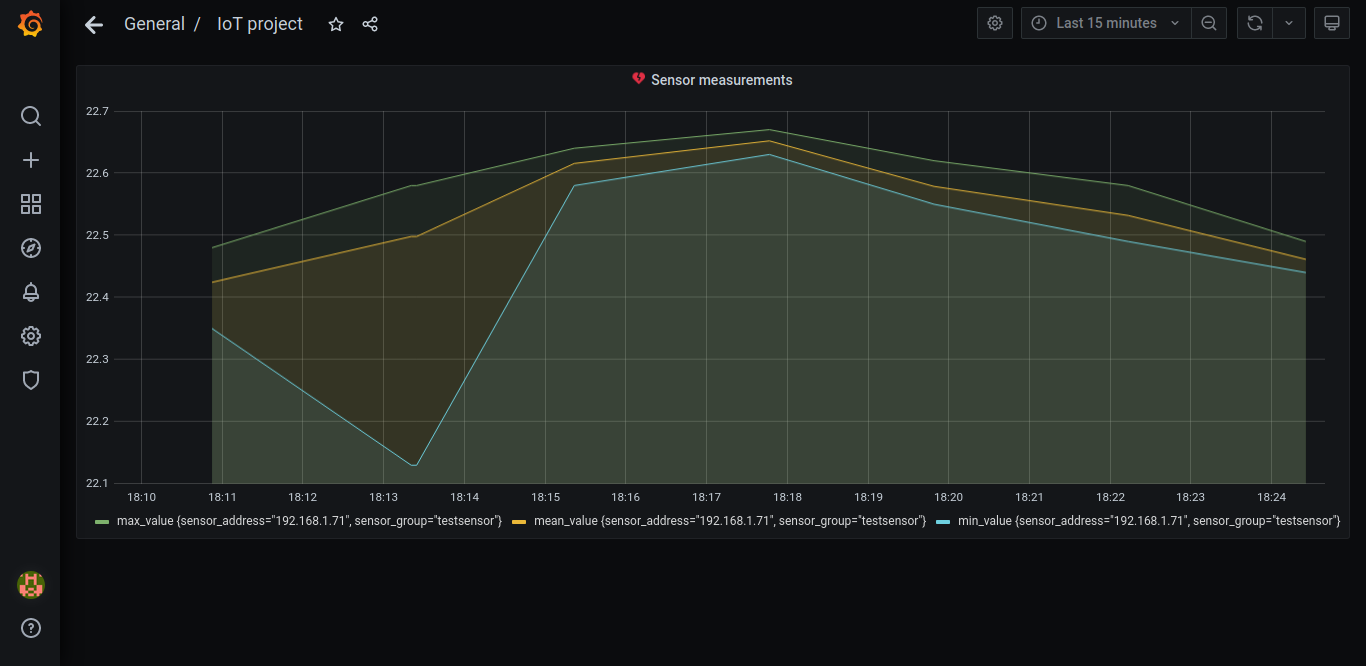 General / IoT project
Last 15 minutes
Sensor measurements
22.7
22.6
22.5
22.4
22.3
22.2
22.1
18:10 18:11 18:12 18:13 18:14 18:15 18:16 18:17 18:18 18:19 18:20 18:21 18:22 18:23 18:24
max_value {sensor_address="192.168.1.71", sensor_group="testsensor"} mean_value {sensor_address="192.168.1.71", sensor_group="testsensor"} min_value {sensor_address="192.168.1.71", sensor_group="testsensor"}